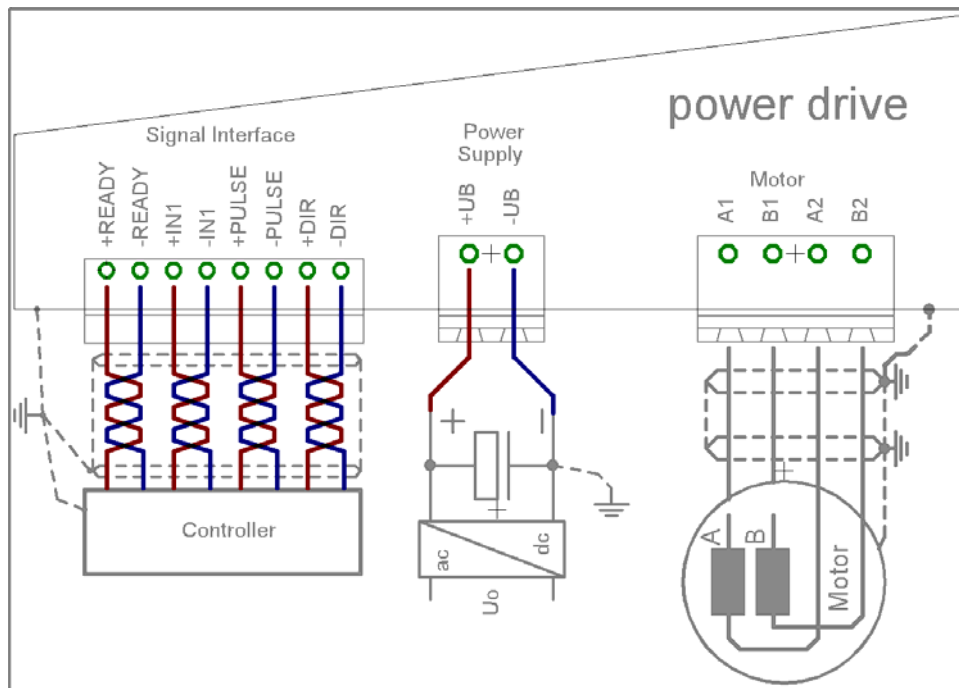 power drive
Signal Interface
+READY
-READY
+IN1
-IN1
+PULSE
-PULSE
+DIR
-DIR
Power
Supply
+UB
-UB
Motor
A1
B1
A2
B2
+
−
Controller
ac
dc
Uo
A
B
Motor